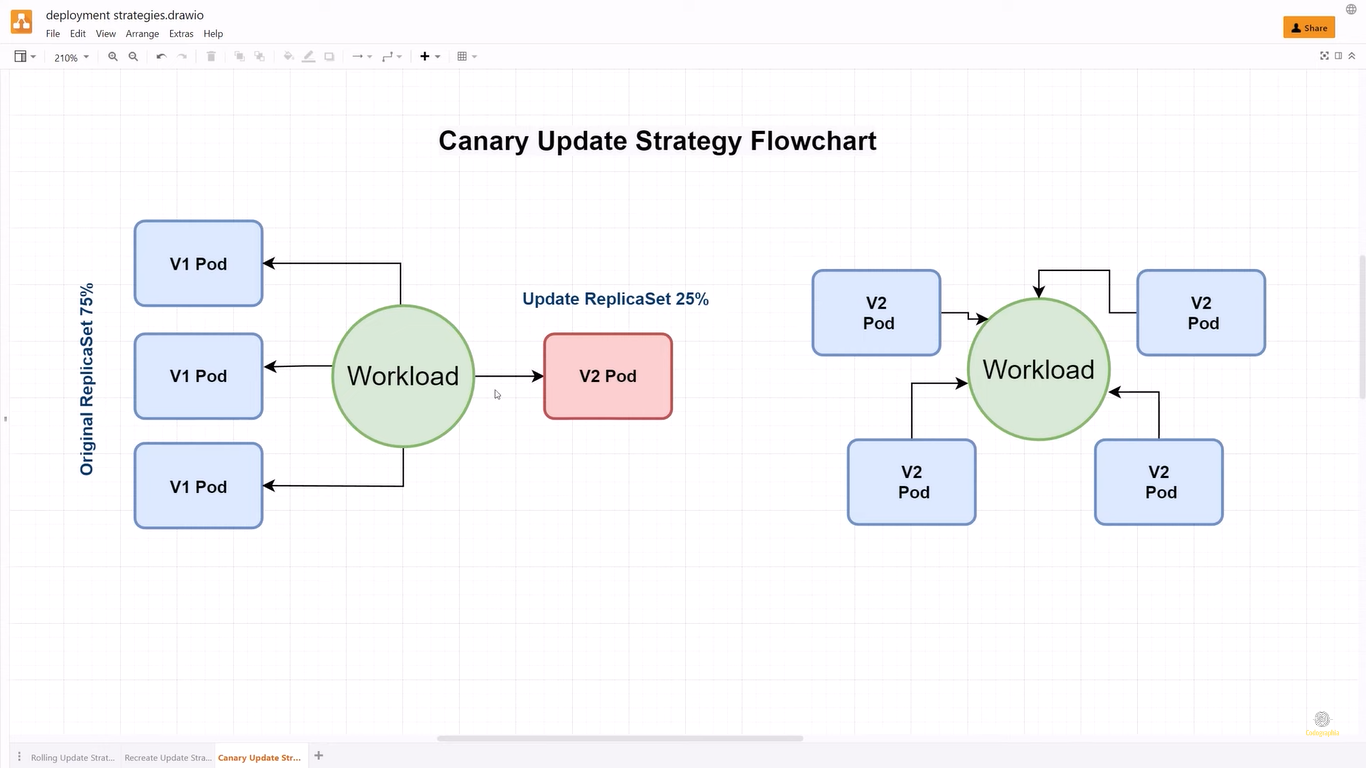 deployment strategies.drawio
File Edit View Arrange Extras Help
Share
210%
Canary Update Strategy Flowchart
Original ReplicaSet 75%
V1 Pod
V1 Pod
V1 Pod
Workload
Update ReplicaSet 25%
V2 Pod
V2
Pod
V2
Pod
Workload
V2
Pod
V2
Pod
Rolling Update Strat...
Recreate Update Stra...
Canary Update Str...